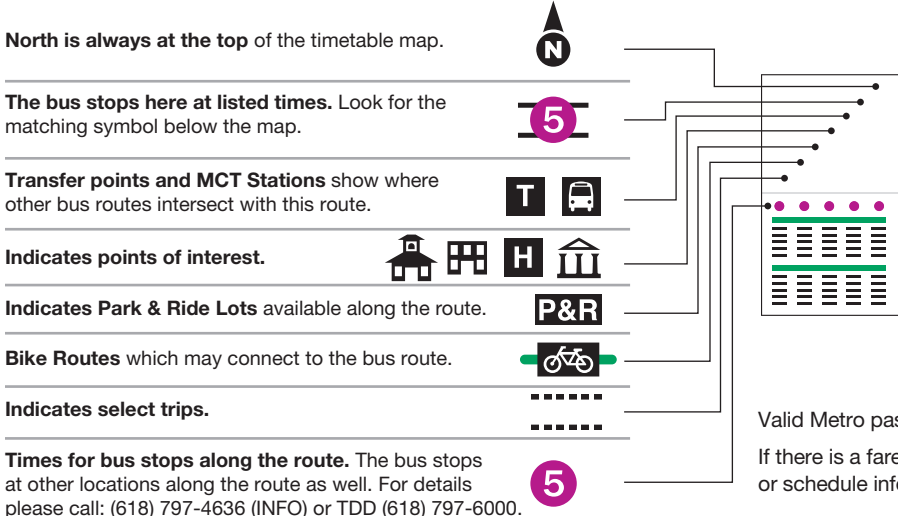 North is always at the top of the timetable map.
N
The bus stops here at listed times. Look for the
matching symbol below the map.
5
Transfer points and MCT Stations show where
other bus routes intersect with this route.
T
Indicates points of interest.
H
Indicates Park & Ride Lots available along the route.
P&R
Bike Routes which may connect to the bus route.
Indicates select trips.
Times for bus stops along the route. The bus stops
at other locations along the route as well. For details
please call: (618) 797-4636 (INFO) or TDD (618) 797-6000.
5
Valid Metro
If there is a fare
or schedule